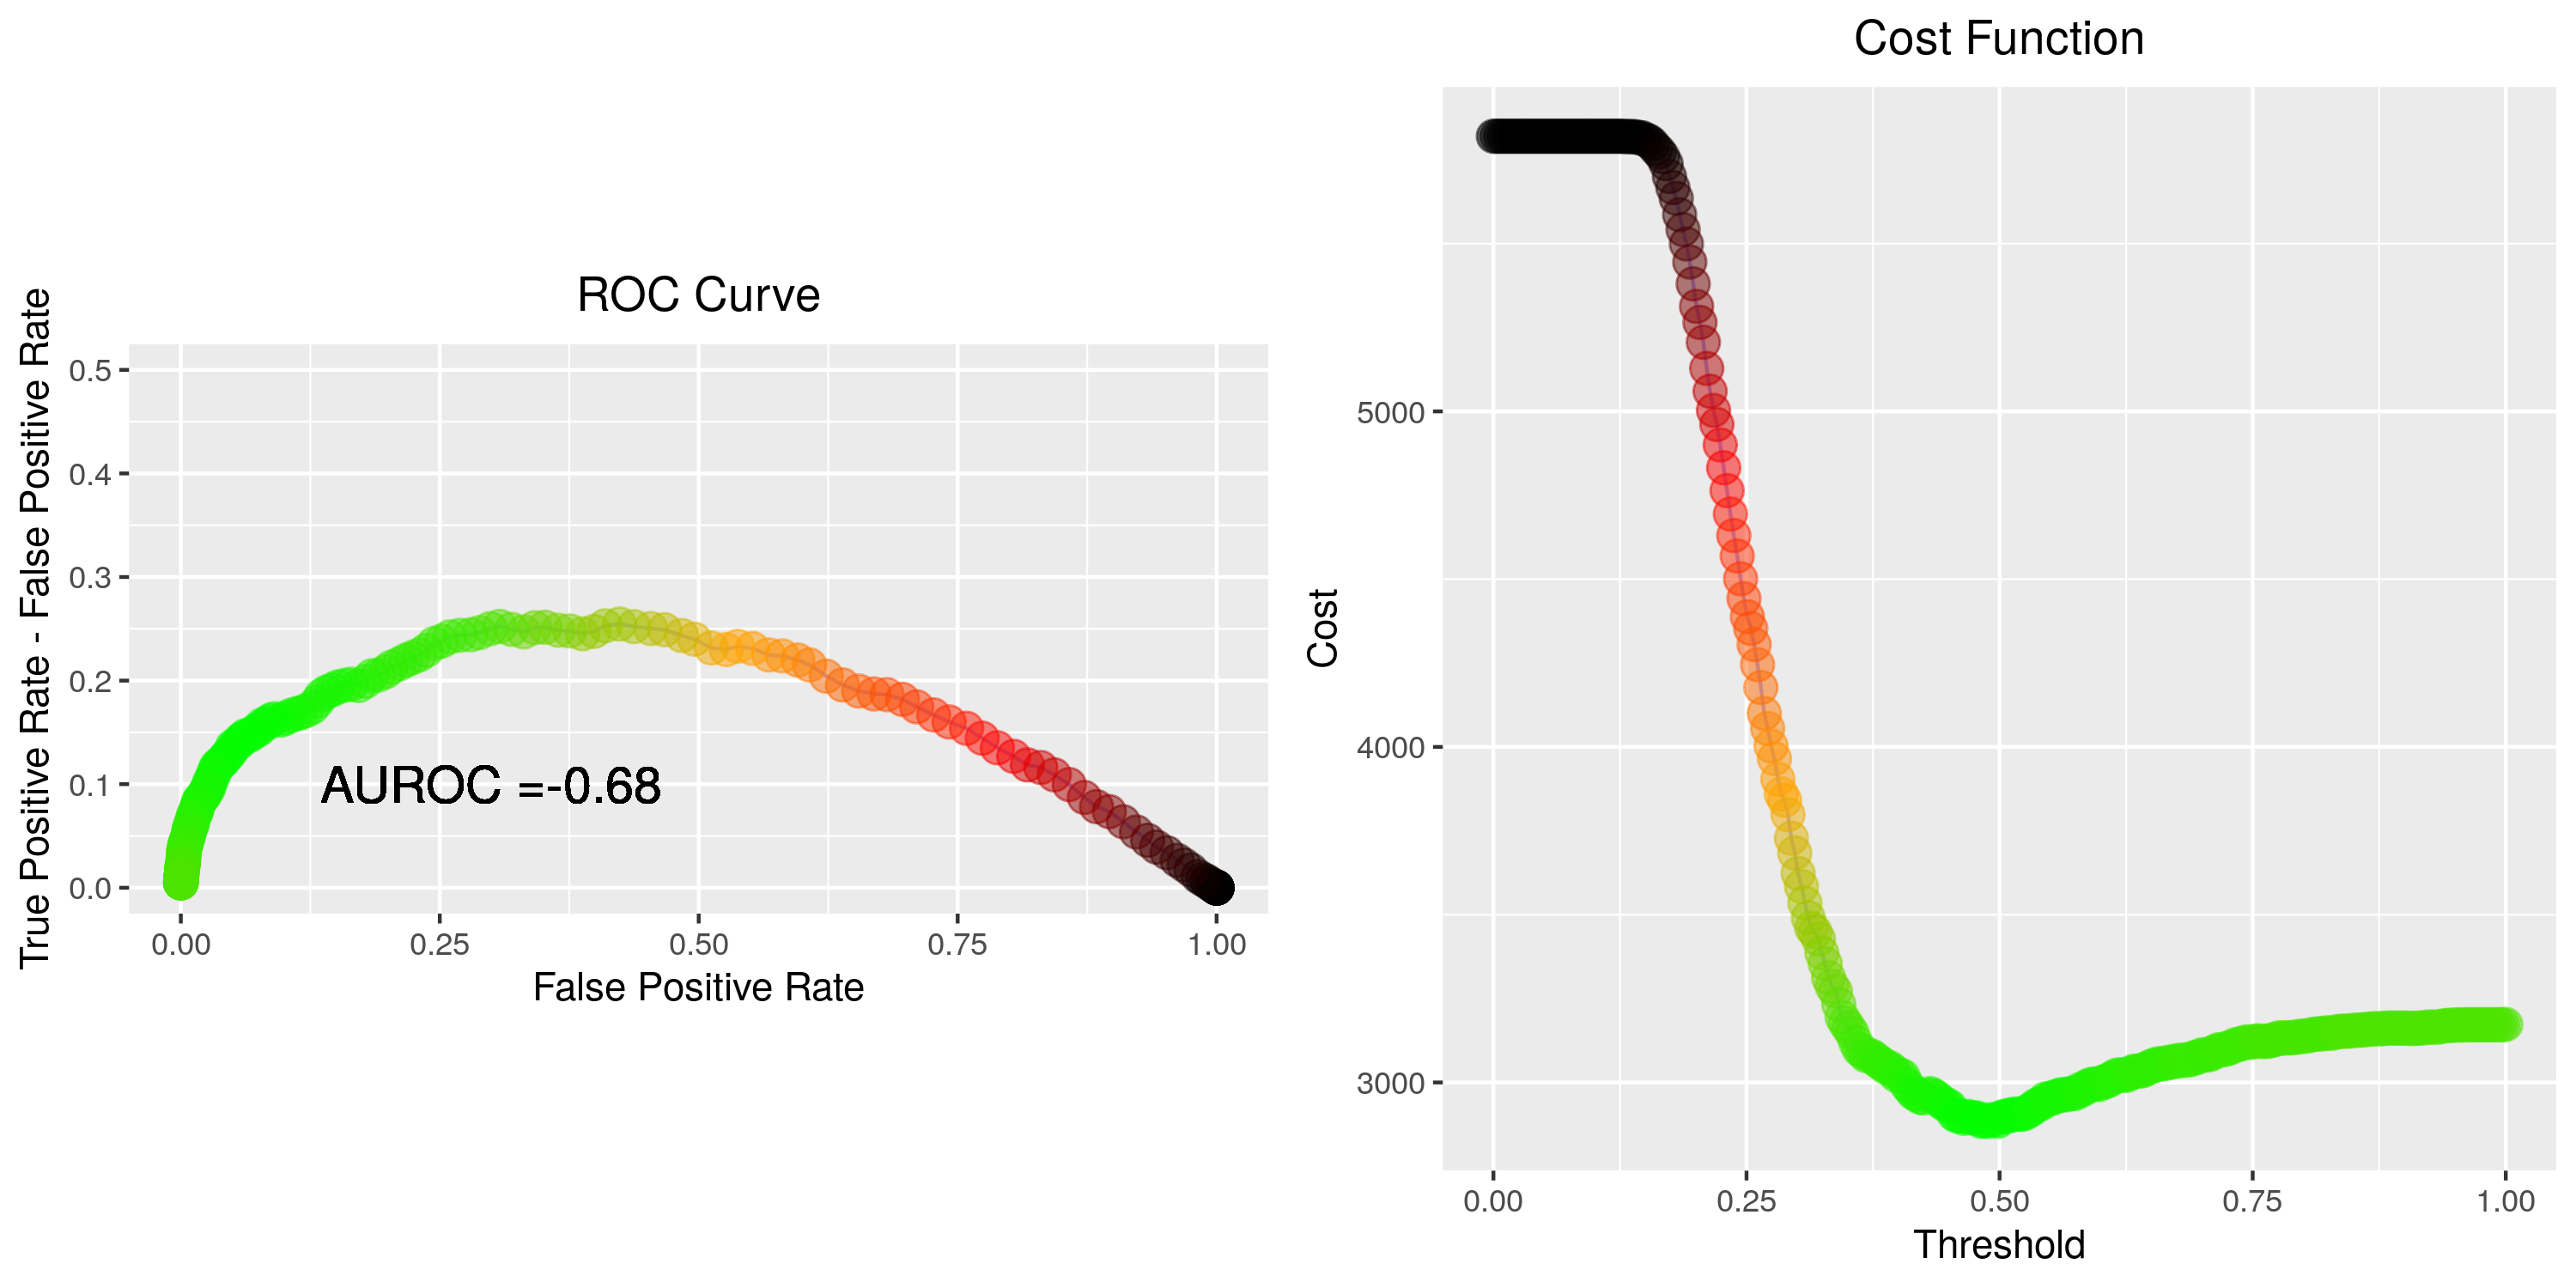 ROC Curve
True Positive Rate - False Positive Rate
0.5
0.4
0.3
0.2
0.1
0.0
AUROC =-0.68
0.00 0.25 0.50 0.75 1.00
False Positive Rate
Cost Function
Cost
5000
4000
3000
0.00 0.25 0.50 0.75 1.00
Threshold